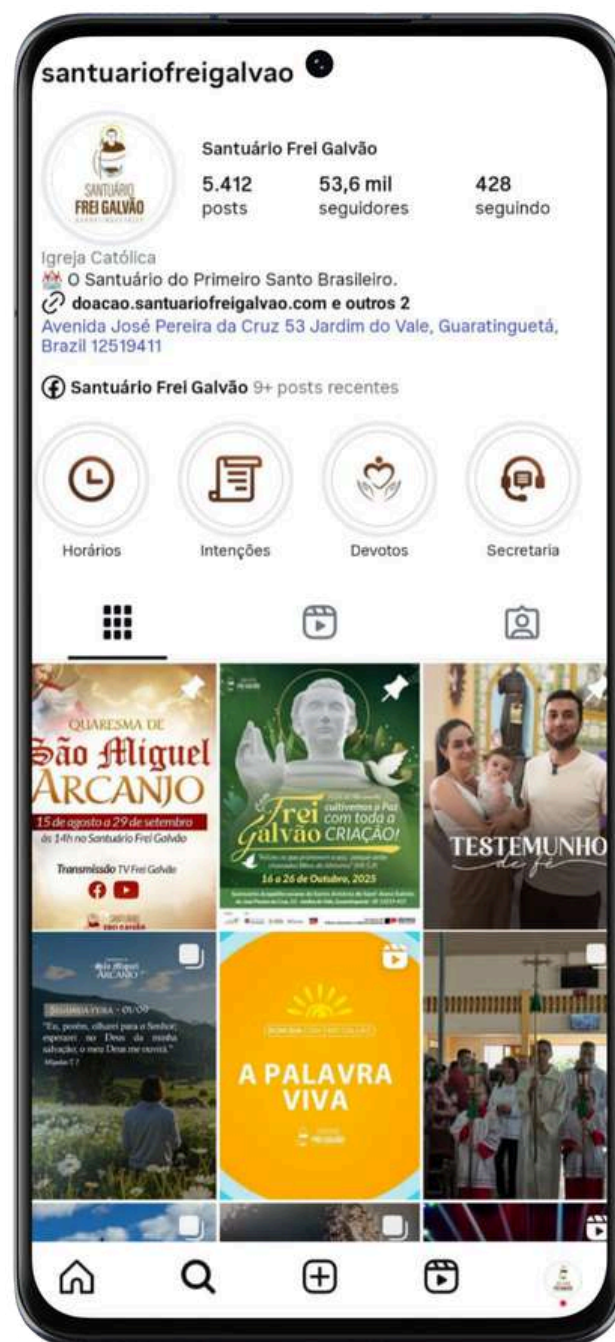 santuariofreigalvao
SANTUÁRIO
FREI GALVÃO
Santuário Frei Galvão
5.412 53,6 mil 428
posts seguidores seguindo
Igreja Católica
O Santuário do Primeiro Santo Brasileiro.
doacao.santuariofreigalvao.com e outros 2
Avenida José Pereira da Cruz 53 Jardim do Vale, Guaratinguetá,
Brazil 12519411
Santuário Frei Galvão 9+ posts recentes
Horários Intenções Devotos Secretaria
QUARESMA DE
São Miguel
ARCANJO
15 de agosto a 29 de setembro
às 14h no Santuário Frei Galvão
Transmissão TV Frei Galvão
SANTUÁRIO
FREI GALVÃO
Frei
Galvão
cultivemos a Paz
com toda a
CRIAÇÃO!
16 a 26 de Outubro, 2025
TESTEMUNHO
de fé
São Miguel
ARCANJO
SEGUNDA-FEIRA - 01/09
"Eu, porém, olharei para o Senhor;
esperarei no Deus da minha
salvação; o meu Deus me ouvirá."
A PALAVRA
VIVA
FREI GALVÃO